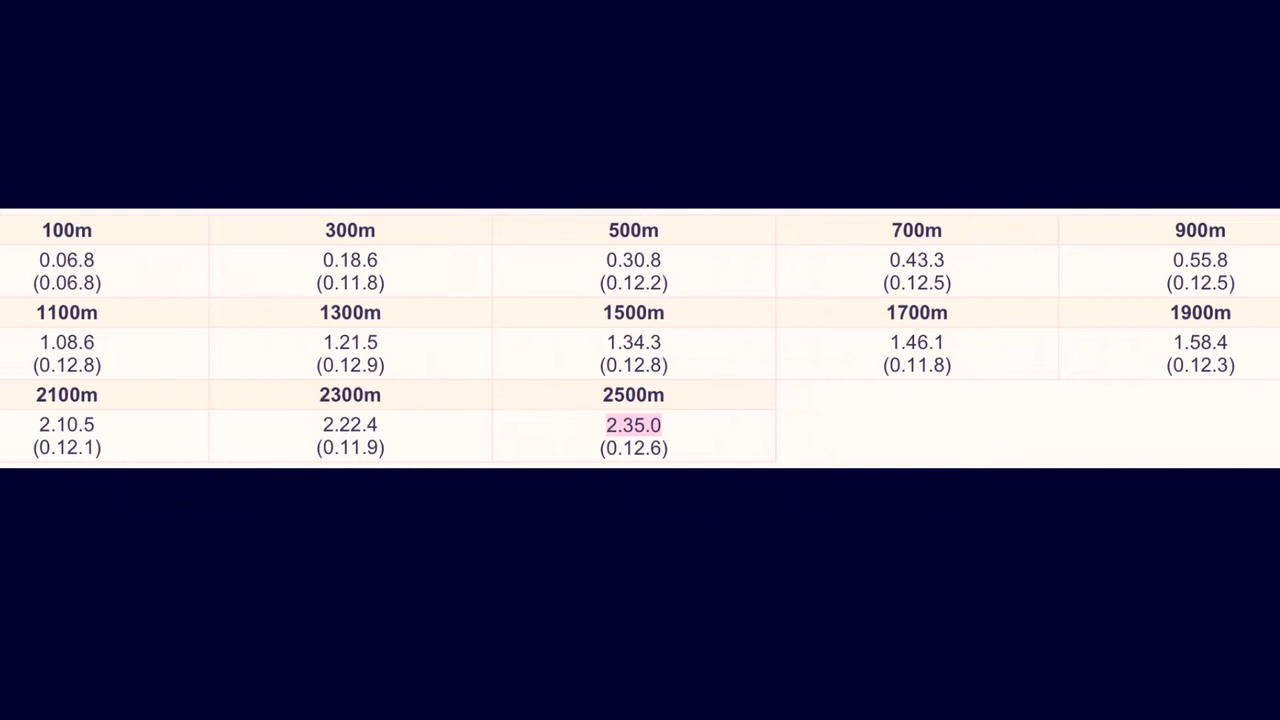 100m 300m 500m 700m 900m
0.06.8 0.18.6 0.30.8 0.43.3 0.55.8
(0.06.8) (0.11.8) (0.12.2) (0.12.5) (0.12.5)
1100m 1300m 1500m 1700m 1900m
1.08.6 1.21.5 1.34.3 1.46.1 1.58.4
(0.12.8) (0.12.9) (0.12.8) (0.11.8) (0.12.3)
2100m 2300m 2500m
2.10.5 2.22.4 2.35.0
(0.12.1) (0.11.9) (0.12.6)